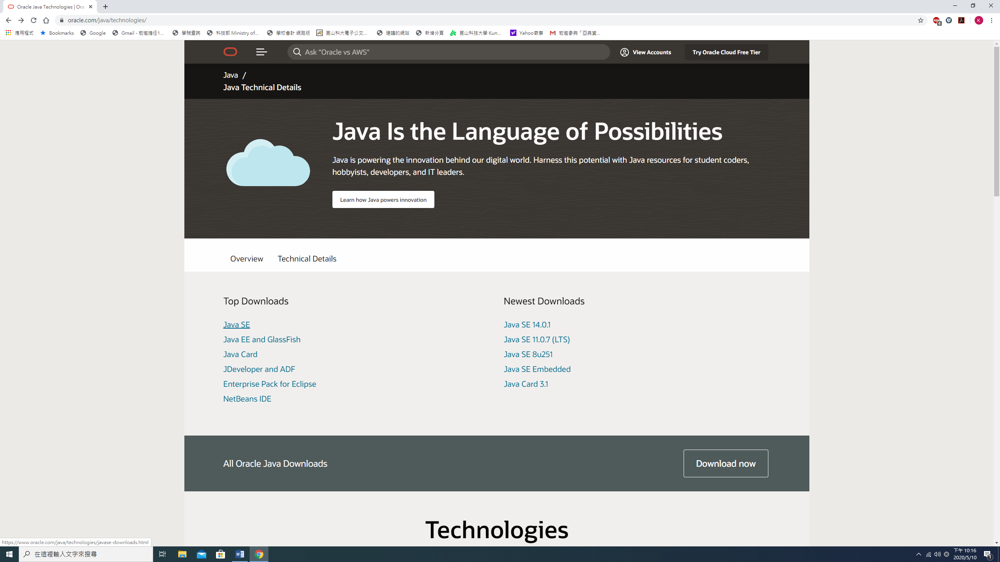 Oracle Java Technologies | Ora
oracle.com/java/technologies/
4
K
應用程式
Bookmarks
Google
Gmail - 敬邀擔任1...
學號查詢
科技部 Ministry of...
學校會計 網路版
崑山科大電子公文...
建議的網站
新增分頁
崑山科技大學 Kun...
Yahoo奇摩
敬邀參與「亞典資...
Ask "Oracle vs AWS"
View Accounts
Try Oracle Cloud Free Tier
Java /
Java Technical Details
Java Is the Language of Possibilities
Java is powering the innovation behind our digital world. Harness this potential with Java resources for student coders,
hobbyists, developers, and IT leaders.
Learn how Java powers innovation
Overview
Technical Details
Top Downloads
Java SE
Java EE and GlassFish
Java Card
JDeveloper and ADF
Enterprise Pack for Eclipse
NetBeans IDE
Newest Downloads
Java SE 14.0.1
Java SE 11.0.7 (LTS)
Java SE 8u251
Java SE Embedded
Java Card 3.1
All Oracle Java Downloads
Download now
Technologies
https://www.oracle.com/java/technologies/javase-downloads.html
在這裡輸入文字來搜尋
下午 10:16
2020/5/10
1